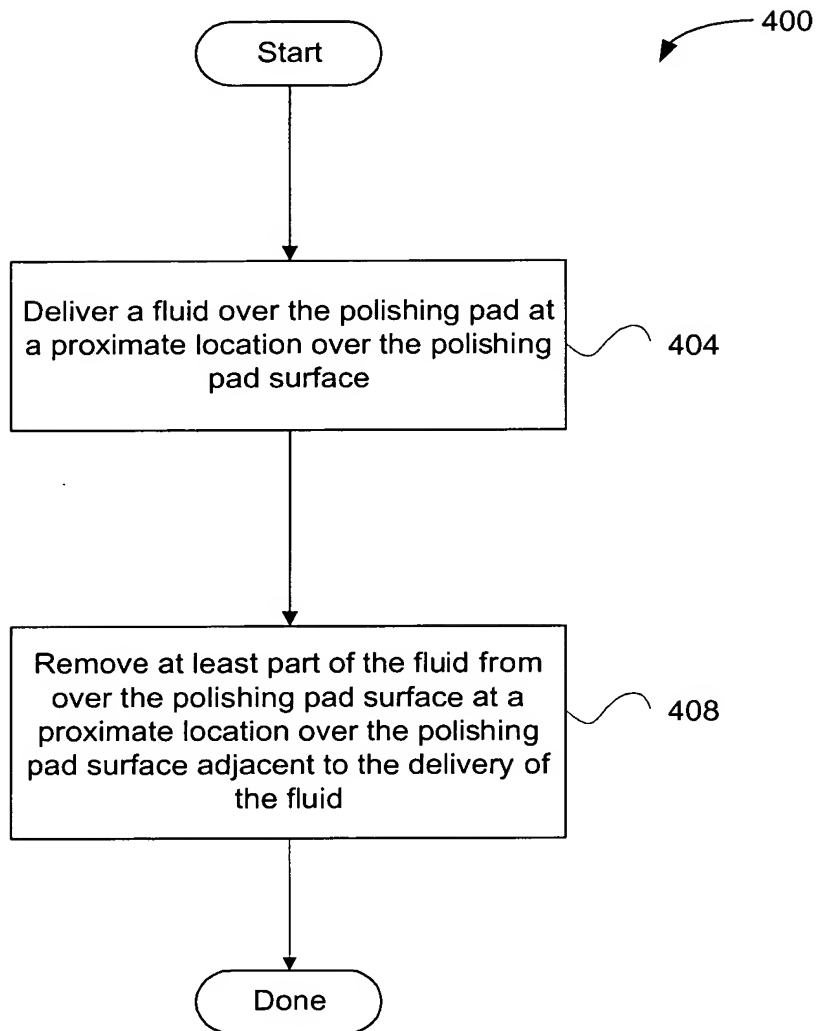 400
Start
Deliver a fluid over the polishing pad at
a proximate location over the polishing
pad surface
404
Remove at least part of the fluid from
over the polishing pad surface at a
proximate location over the polishing
pad surface adjacent to the delivery of
the fluid
408
Done